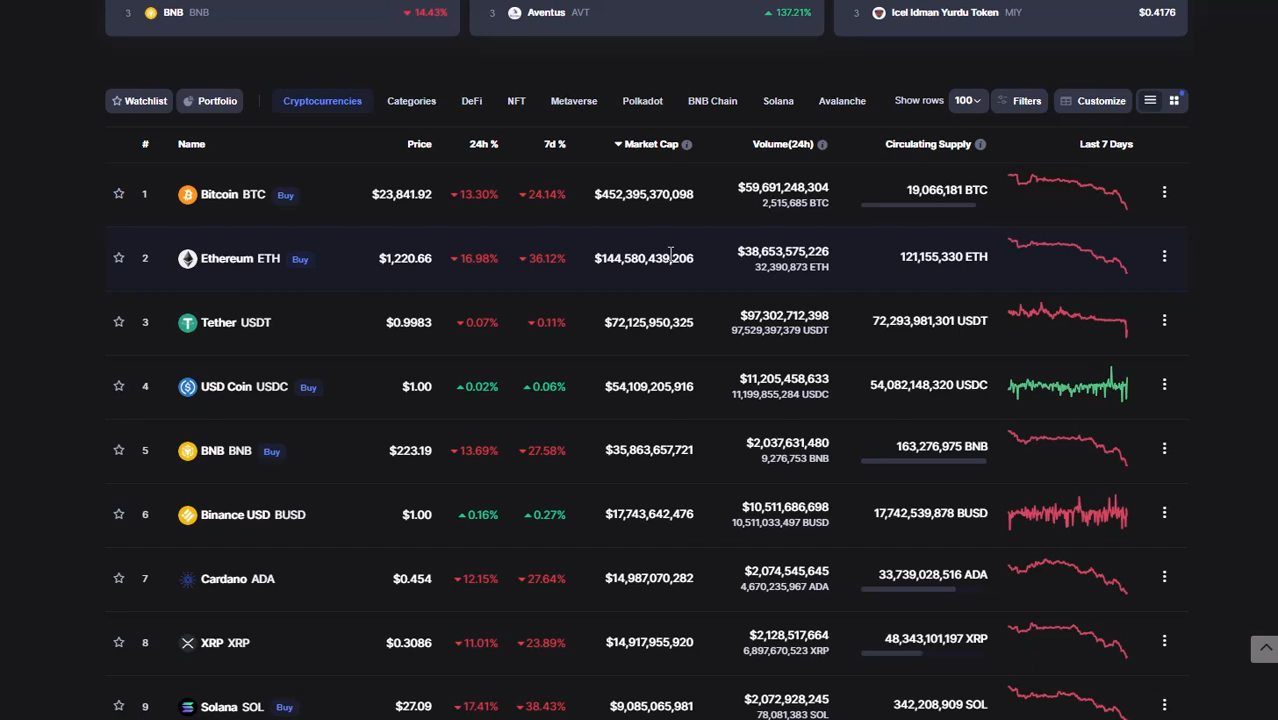 3 BNB BNB 14.43% 3 Aventus AVT 137.21% 3 Icel Idman Yurdu Token MIY $0.4176
Watchlist Portfolio Cryptocurrencies Categories DeFi NFT Metaverse Polkadot BNB Chain Solana Avalanche Show rows 100 Filters Customize
# Name Price 24h % 7d % Market Cap Volume(24h) Circulating Supply Last 7 Days
1 Bitcoin BTC Buy $23,841.92 13.30% 24.14% $452,395,370,098 $59,691,248,304 19,066,181 BTC
2,515,685 BTC
2 Ethereum ETH Buy $1,220.66 16.98% 36.12% $144,580,439,206 $38,653,575,226 121,155,330 ETH
32,390,873 ETH
3 Tether USDT $0.9983 0.07% 0.11% $72,125,950,325 $97,302,712,398 72,293,981,301 USDT
97,529,397,379 USDT
4 USD Coin USDC Buy $1.00 0.02% 0.06% $54,109,205,916 $11,205,458,633 54,082,148,320 USDC
11,199,855,284 USDC
5 BNB BNB Buy $223.19 13.69% 27.58% $35,863,657,721 $2,037,631,480 163,276,975 BNB
9,276,753 BNB
6 Binance USD BUSD $1.00 0.16% 0.27% $17,743,642,476 $10,511,686,698 17,742,539,878 BUSD
10,511,033,497 BUSD
7 Cardano ADA $0.454 12.15% 27.64% $14,987,070,282 $2,074,545,645 33,739,028,516 ADA
4,670,235,967 ADA
8 XRP XRP $0.3086 11.01% 23.89% $14,917,955,920 $2,128,517,664 48,343,101,197 XRP
6,897,670,523 XRP
9 Solana SOL Buy $27.09 17.41% 38.43% $9,085,065,981 $2,072,928,245 342,208,909 SOL
78,081,383 SOL